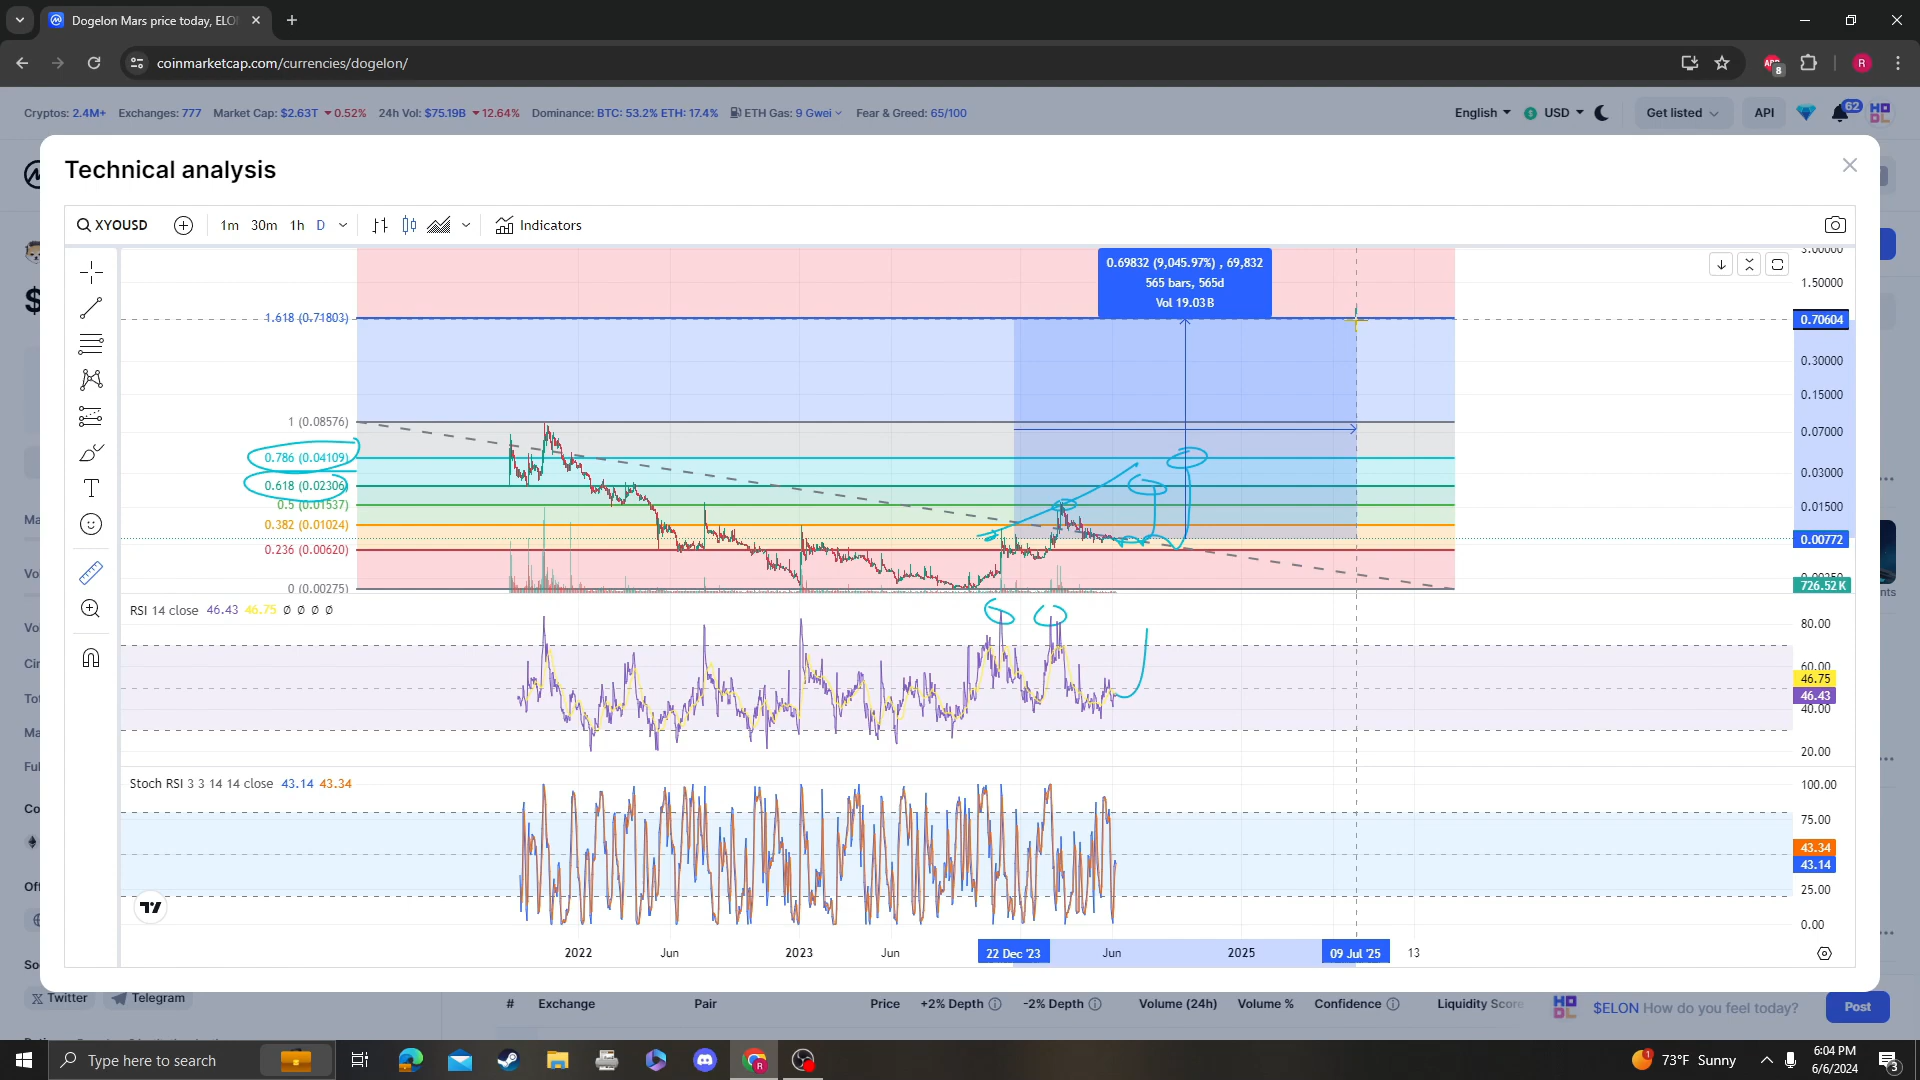 Dogelon Mars price today, ELO
coinmarketcap.com/currencies/dogelon/
8
R
Cryptos: 2.4M+ Exchanges: 777 Market Cap: $2.63T 0.52% 24h Vol: $75.19B 12.64% Dominance: BTC: 53.2% ETH: 17.4% ETH Gas: 9 Gwei Fear & Greed: 65/100
English USD Get listed API 62
Technical analysis
XYOUSD 1m 30m 1h D Indicators
3.00000
0.69832 (9,045.97%) , 69,832
565 bars, 565d
Vol 19.03B
1.50000
1.618 (0.71803)
0.70604
0.30000
0.15000
1 (0.08576)
0.07000
0.786 (0.04109)
0.03000
0.618 (0.02306)
0.5 (0.01537)
0.01500
0.382 (0.01024)
0.00772
0.236 (0.00620)
726.52 K
0 (0.00275)
RSI 14 close 46.43 46.75 Ø Ø Ø Ø
80.00
60.00
46.75
46.43
40.00
20.00
Stoch RSI 3 3 14 14 close 43.14 43.34
100.00
75.00
43.34
43.14
25.00
0.00
2022 Jun 2023 Jun 22 Dec '23 Jun 2025 09 Jul '25 13
Twitter Telegram
# Exchange Pair Price +2% Depth -2% Depth Volume (24h) Volume % Confidence Liquidity Score
$ELON How do you feel today? Post
Type here to search
73°F Sunny
6:04 PM
6/6/2024
3